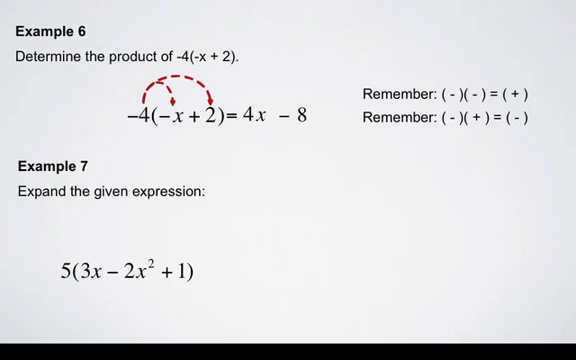 Example 6
Determine the product of -4(-x + 2).
−4(−x + 2)= 4x − 8
Remember: ( - )( - ) = ( + )
Remember: ( - )( + ) = ( - )
Example 7
Expand the given expression:
5(3x − 2x² + 1)